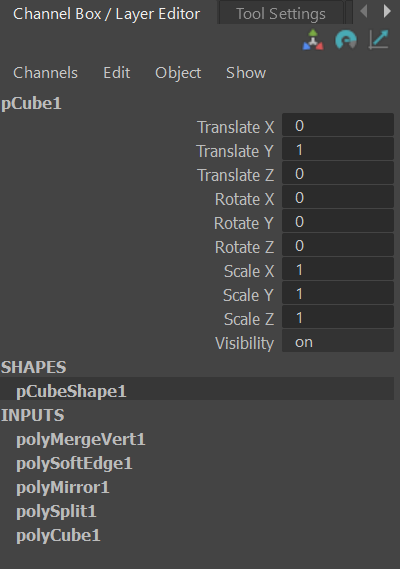 Channel Box / Layer Editor Tool Settings
Channels Edit Object Show
pCube1
Translate X 0
Translate Y 1
Translate Z 0
Rotate X 0
Rotate Y 0
Rotate Z 0
Scale X 1
Scale Y 1
Scale Z 1
Visibility on
SHAPES
pCubeShape1
INPUTS
polyMergeVert1
polySoftEdge1
polyMirror1
polySplit1
polyCube1